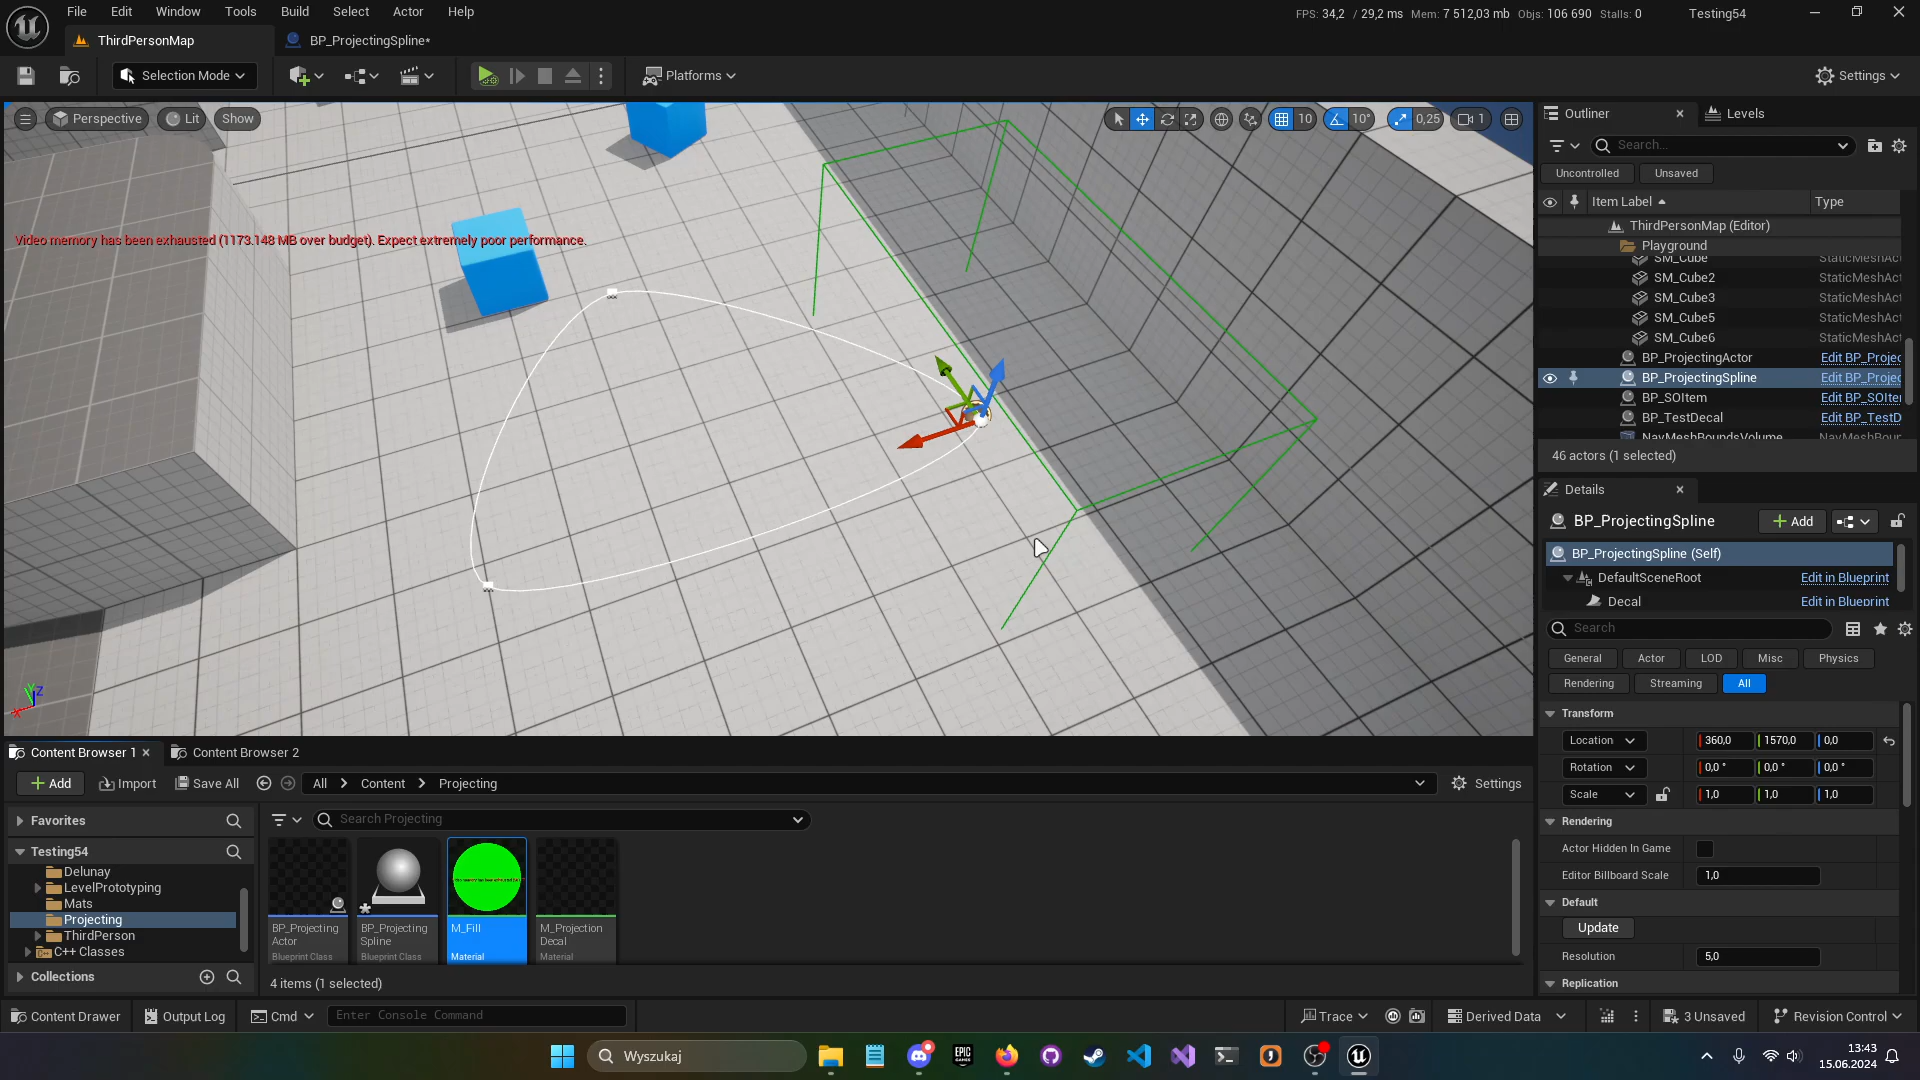 File Edit Window Tools Build Select Actor Help
FPS: 34,2 / 29,2 ms Mem: 7 512,03 mb Objs: 106 690 Stalls: 0 Testing54
ThirdPersonMap
BP_ProjectingSpline*
Selection Mode
Platforms
Settings
Perspective Lit Show
10 10° 0,25 1
Video memory has been exhausted (1173.148 MB over budget). Expect extremely poor performance.
Outliner Levels
Search...
Uncontrolled Unsaved
Item Label Type
ThirdPersonMap (Editor)
Playground
SM_Cube StaticMeshAct
SM_Cube2 StaticMeshAct
SM_Cube3 StaticMeshAct
SM_Cube5 StaticMeshAct
SM_Cube6 StaticMeshAct
BP_ProjectingActor Edit BP_Projec
BP_ProjectingSpline Edit BP_Projec
BP_SOItem Edit BP_SOIte
BP_TestDecal Edit BP_TestD
NavMeshBoundsVolume NavMeshBoun
46 actors (1 selected)
Details
BP_ProjectingSpline Add
BP_ProjectingSpline (Self)
DefaultSceneRoot Edit in Blueprint
Decal Edit in Blueprint
Search
General Actor LOD Misc Physics
Rendering Streaming All
Transform
Location 360,0 1570,0 0,0
Rotation 0,0 ° 0,0 ° 0,0 °
Scale 1,0 1,0 1,0
Rendering
Actor Hidden In Game
Editor Billboard Scale 1,0
Default
Update
Resolution 5,0
Replication
Content Browser 1 Content Browser 2
Add Import Save All All Content Projecting Settings
Favorites
Testing54
Delunay
LevelPrototyping
Mats
Projecting
ThirdPerson
C++ Classes
Collections
Search Projecting
BP_Projecting
Actor
Blueprint Class
BP_Projecting
Spline
Blueprint Class
M_Fill
Material
M_Projection
Decal
Material
4 items (1 selected)
Content Drawer Output Log Cmd Enter Console Command
Trace Derived Data 3 Unsaved Revision Control
Wyszukaj
EPIC
GAMES
13:43
15.06.2024